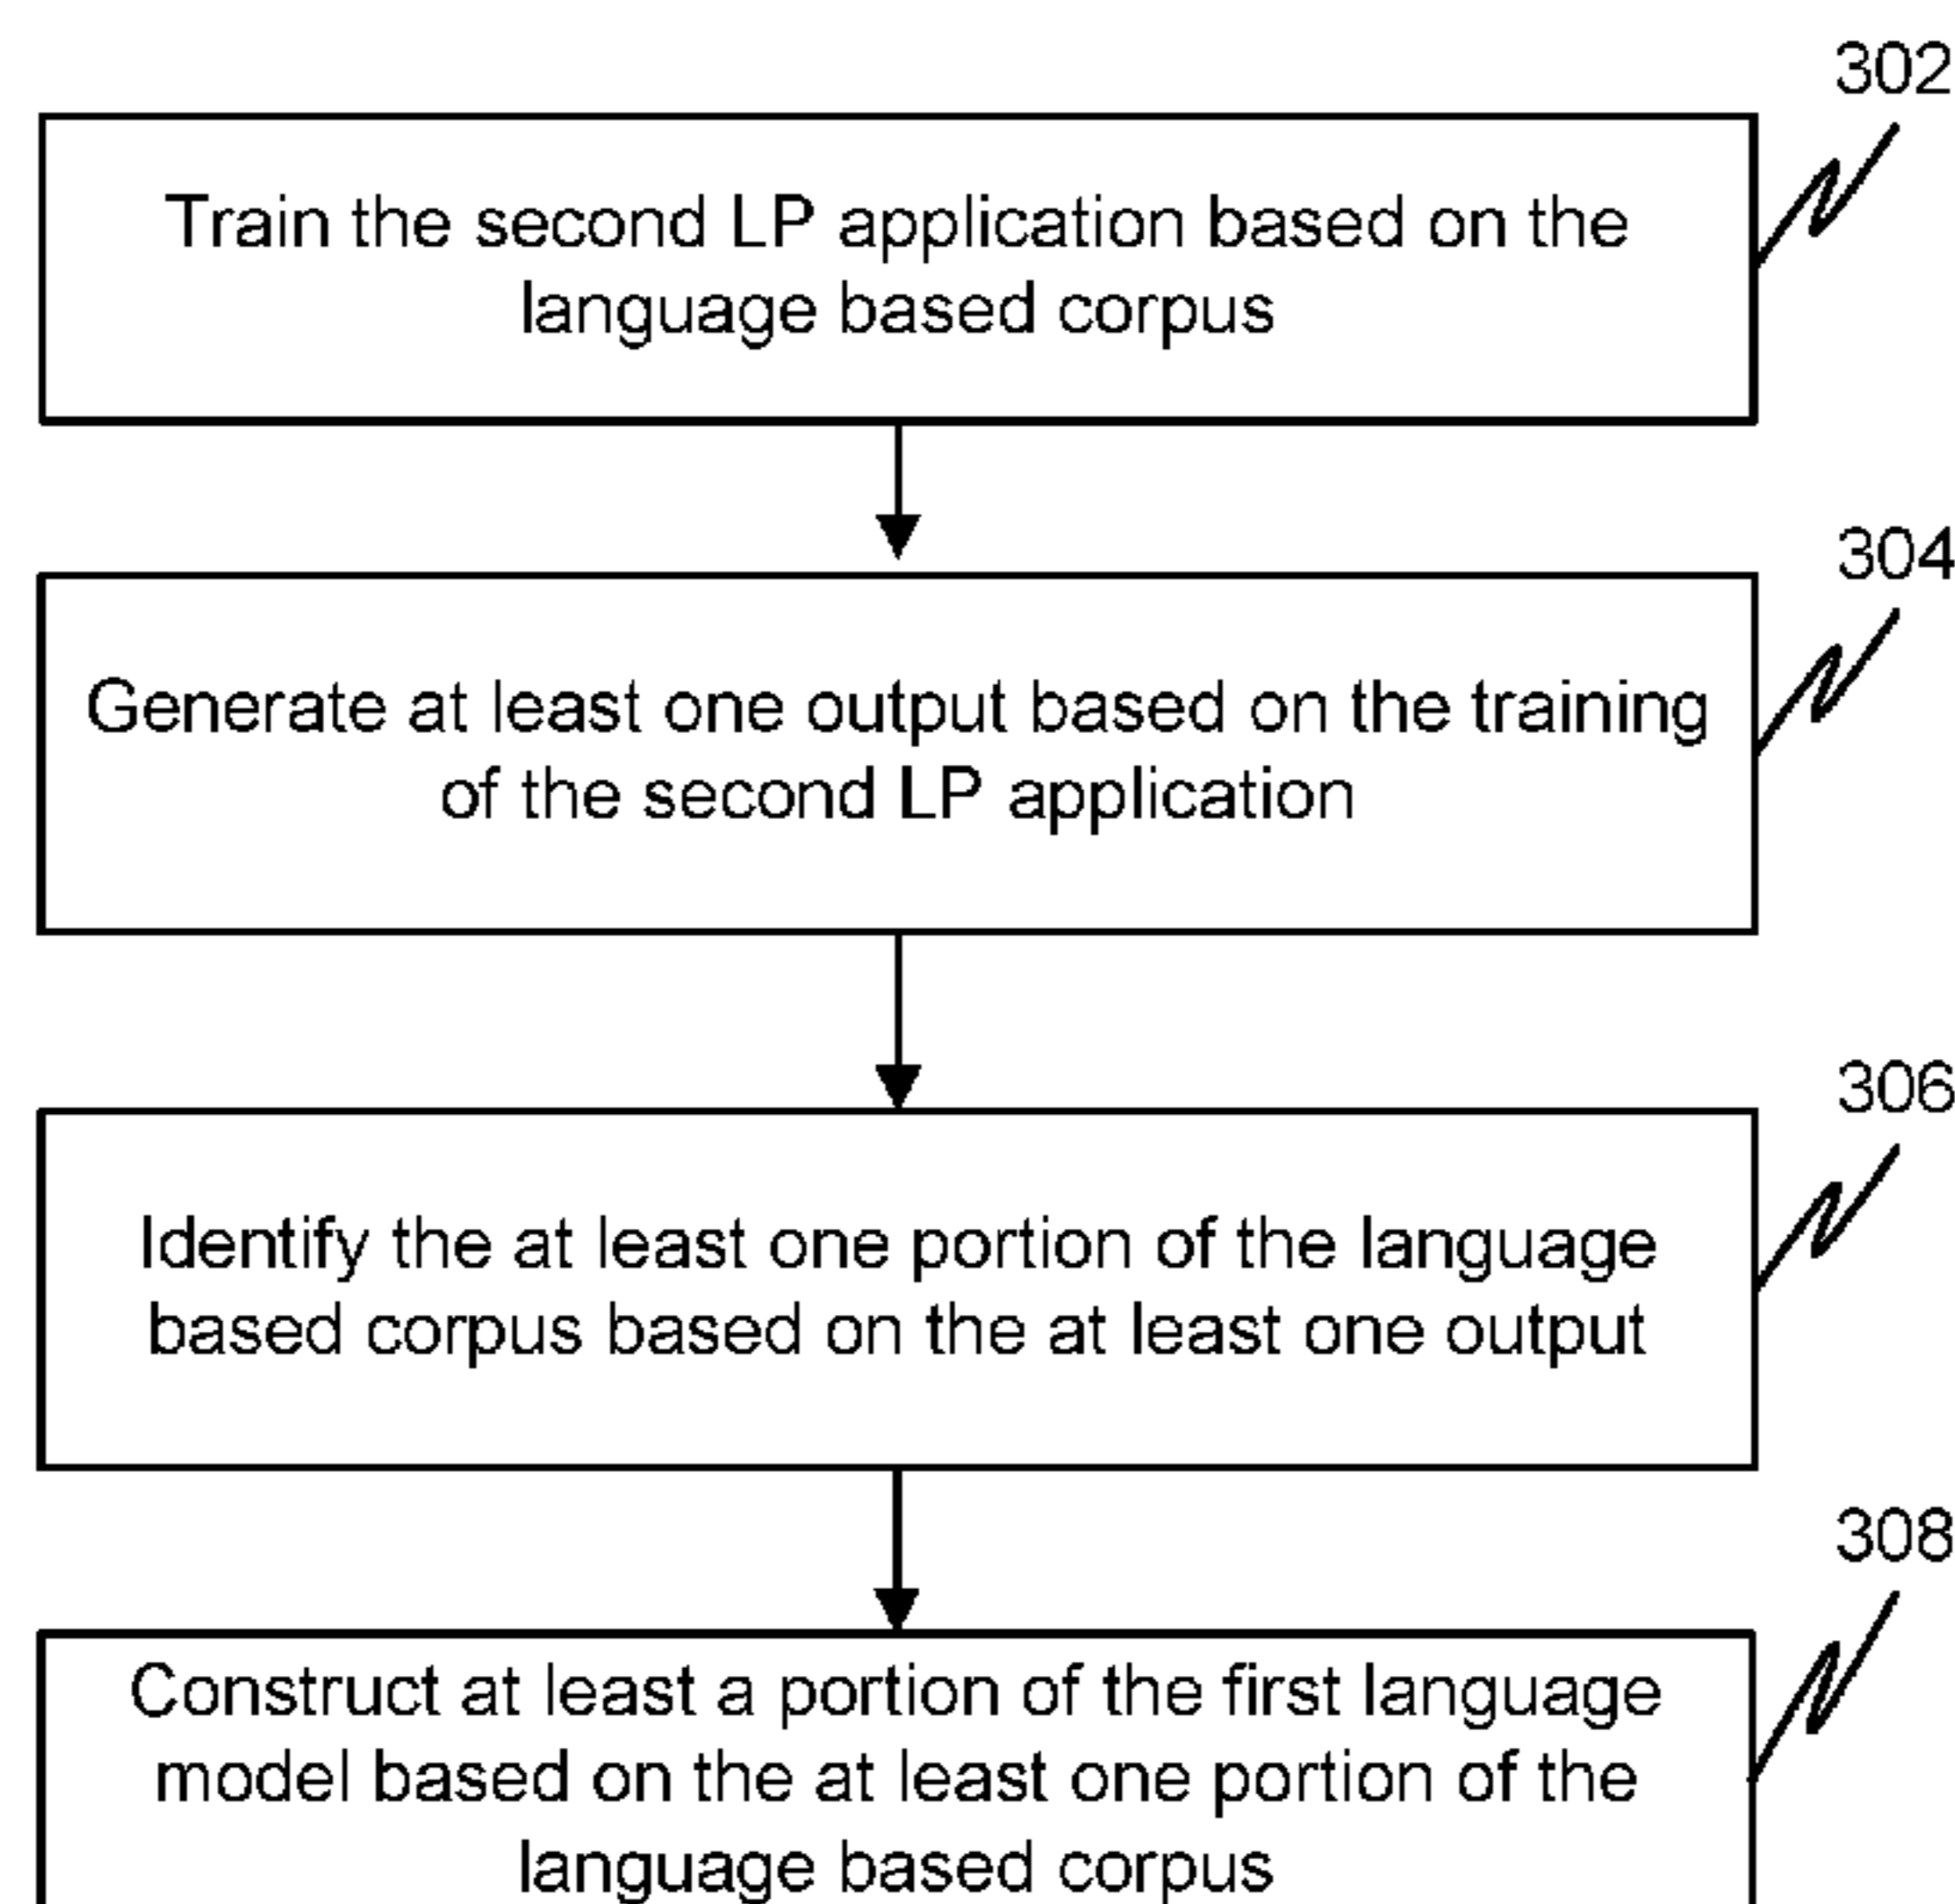 302
Train the second LP application based on the
language based corpus
304
Generate at least one output based on the training
of the second LP application
306
Identify the at least one portion of the language
based corpus based on the at least one output
308
Construct at least a portion of the first language
model based on the at least one portion of the
language based corpus